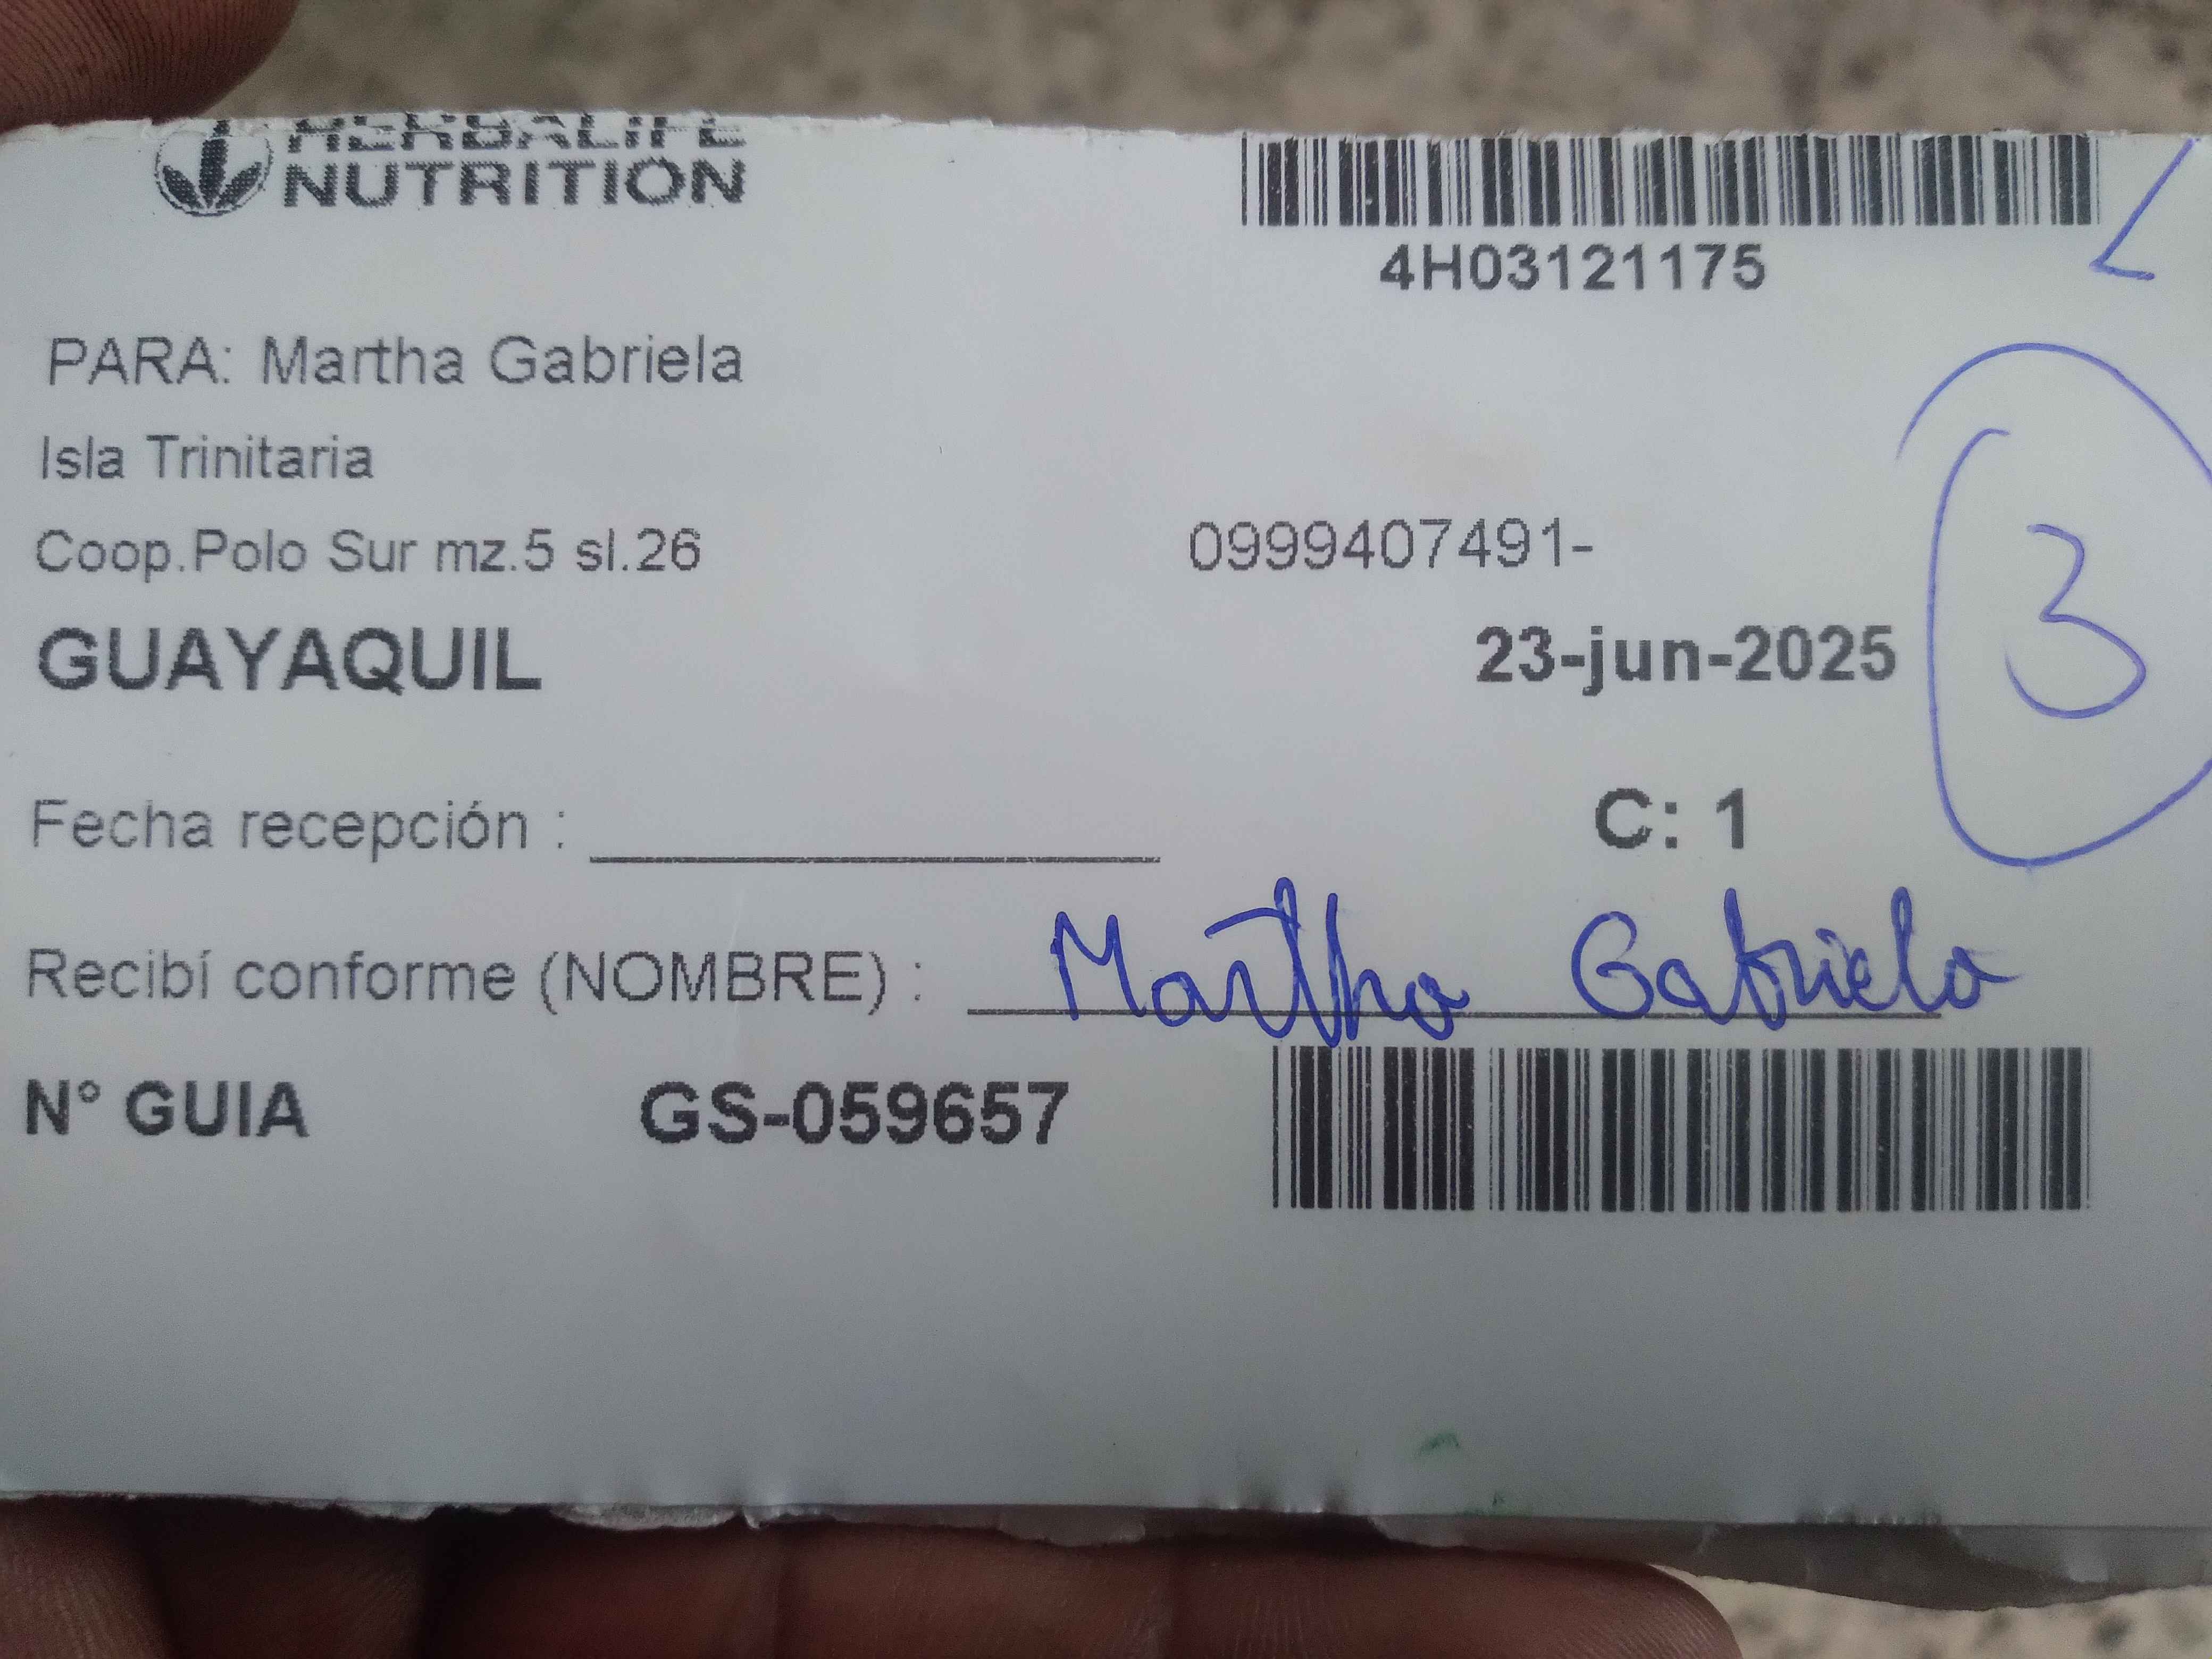 HERBALIFE
NUTRITION
4H03121175
PARA: Martha Gabriela
Isla Trinitaria
Coop.Polo Sur mz.5 sl.26
0999407491-
GUAYAQUIL
23-jun-2025
3
Fecha recepción : ____________________
C: 1
Recibí conforme (NOMBRE) : Martha Gabriela
N° GUIA GS-059657